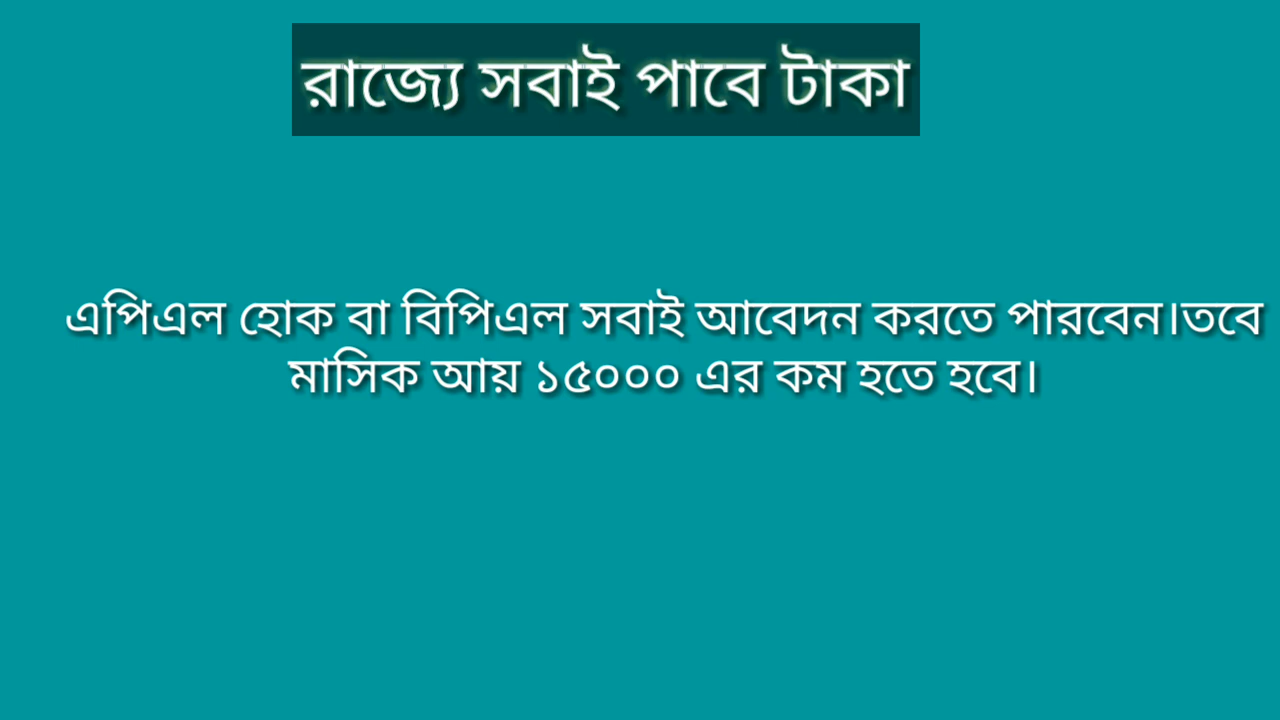 রাজ্যে সবাই পাবে টাকা
এপিএল হোক বা বিপিএল সবাই আবেদন করতে পারবেন।তবে
মাসিক আয় ১৫০০০ এর কম হতে হবে।